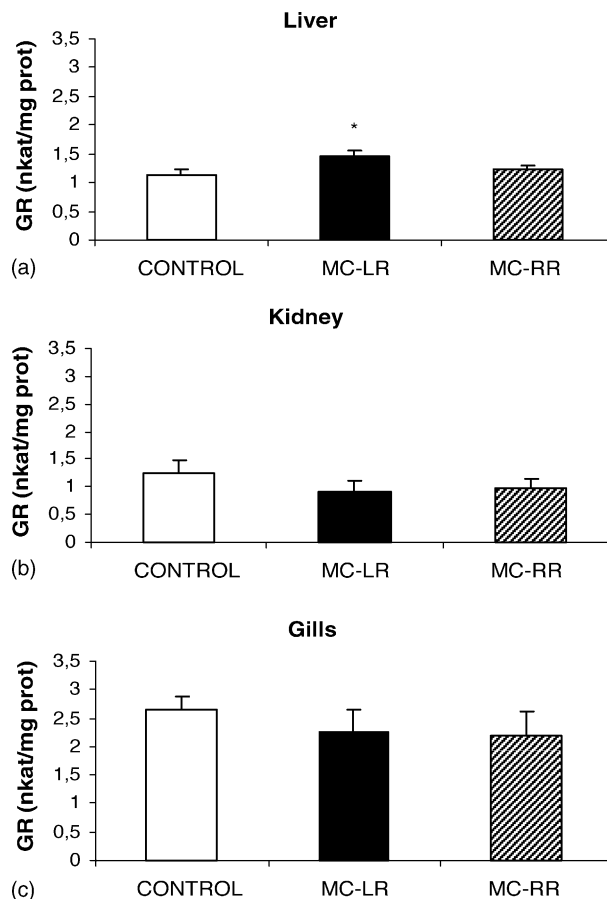 Liver
GR (nkat/mg prot)
3,5
3
2,5
2
1,5
1
0,5
0
*
CONTROL MC-LR MC-RR
(a)
Kidney
GR (nkat/mg prot)
3,5
3
2,5
2
1,5
1
0,5
0
CONTROL MC-LR MC-RR
(b)
Gills
GR (nkat/mg prot)
3,5
3
2,5
2
1,5
1
0,5
0
CONTROL MC-LR MC-RR
(c)